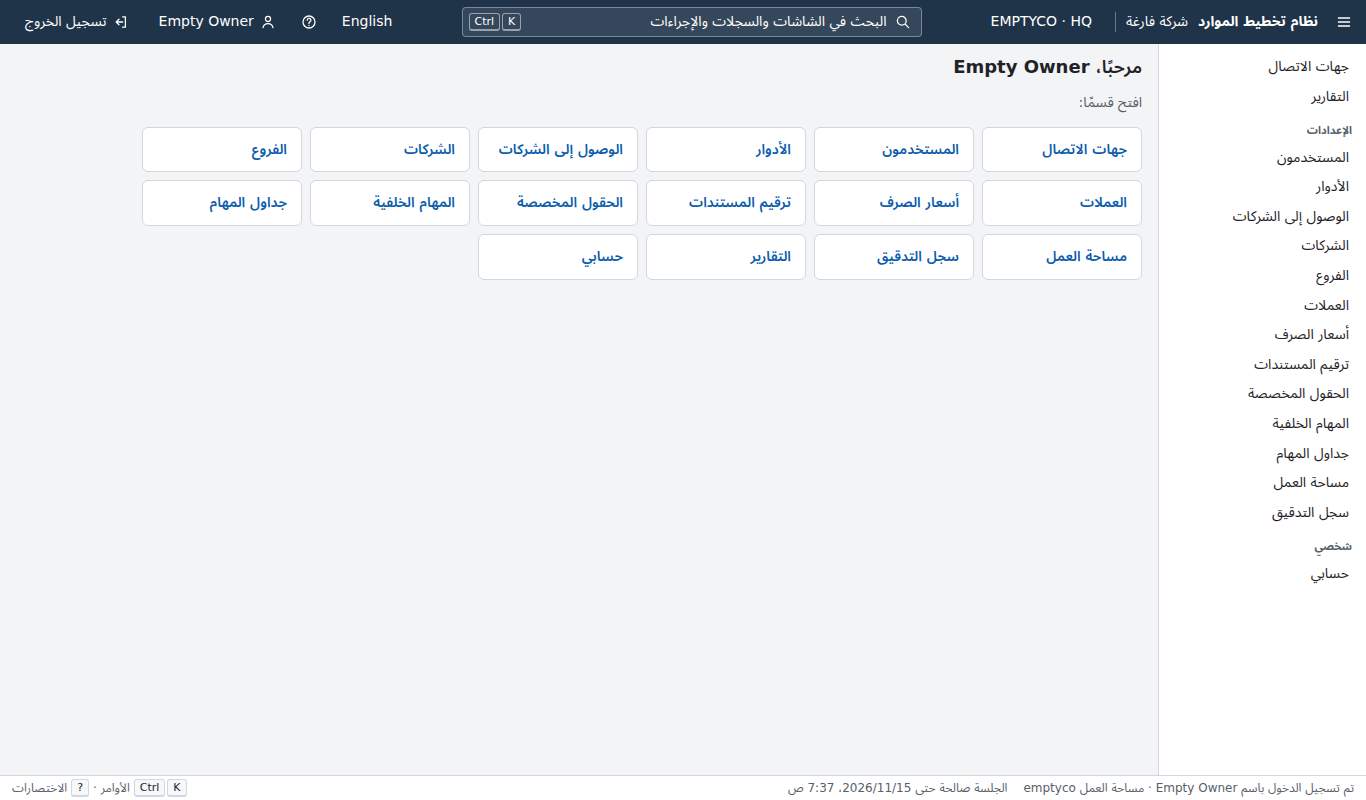 نظام تخطيط الموارد شركة فارغة EMPTYCO · HQ البحث في الشاشات والسجلات والإجراءات Ctrl K English Empty Owner تسجيل الخروج
جهات الاتصال
التقارير
الإعدادات
المستخدمون
الأدوار
الوصول إلى الشركات
الشركات
الفروع
العملات
أسعار الصرف
ترقيم المستندات
الحقول المخصصة
المهام الخلفية
جداول المهام
مساحة العمل
سجل التدقيق
شخصي
حسابي
مرحبًا، Empty Owner
افتح قسمًا:
جهات الاتصال المستخدمون الأدوار الوصول إلى الشركات الشركات الفروع
العملات أسعار الصرف ترقيم المستندات الحقول المخصصة المهام الخلفية جداول المهام
مساحة العمل سجل التدقيق التقارير حسابي
تم تسجيل الدخول باسم Empty Owner · مساحة العمل emptyco الجلسة صالحة حتى 2026/11/15، 7:37 ص Ctrl K الأوامر · ? الاختصارات